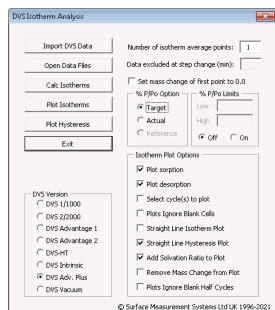 DVS Isotherm Analysis
Import DVS Data
Open Data Files
Calc Isotherms
Plot Isotherms
Plot Hysteresis
Exit
DVS Version
DVS 1/1000
DVS 2/2000
DVS Advantage 1
DVS Advantage 2
DVS-HT
DVS Intrinsic
DVS Adv. Plus
DVS Vacuum
Number of isotherm average points: 1
Data excluded at step change (min):
Set mass change of first point to 0.0
% P/Po Option
Target
Actual
Reference
% P/Po Limits
Low
High
Off On
Isotherm Plot Options
Plot sorption
Plot desorption
Select cycle(s) to plot
Plots Ignore Blank Cells
Straight Line Isotherm Plot
Straight Line Hysteresis Plot
Add Solvation Ratio to Plot
Remove Mass Change from Plot
Plots Ignore Blank Half Cycles
© Surface Measurement Systems Ltd UK 1996-2021